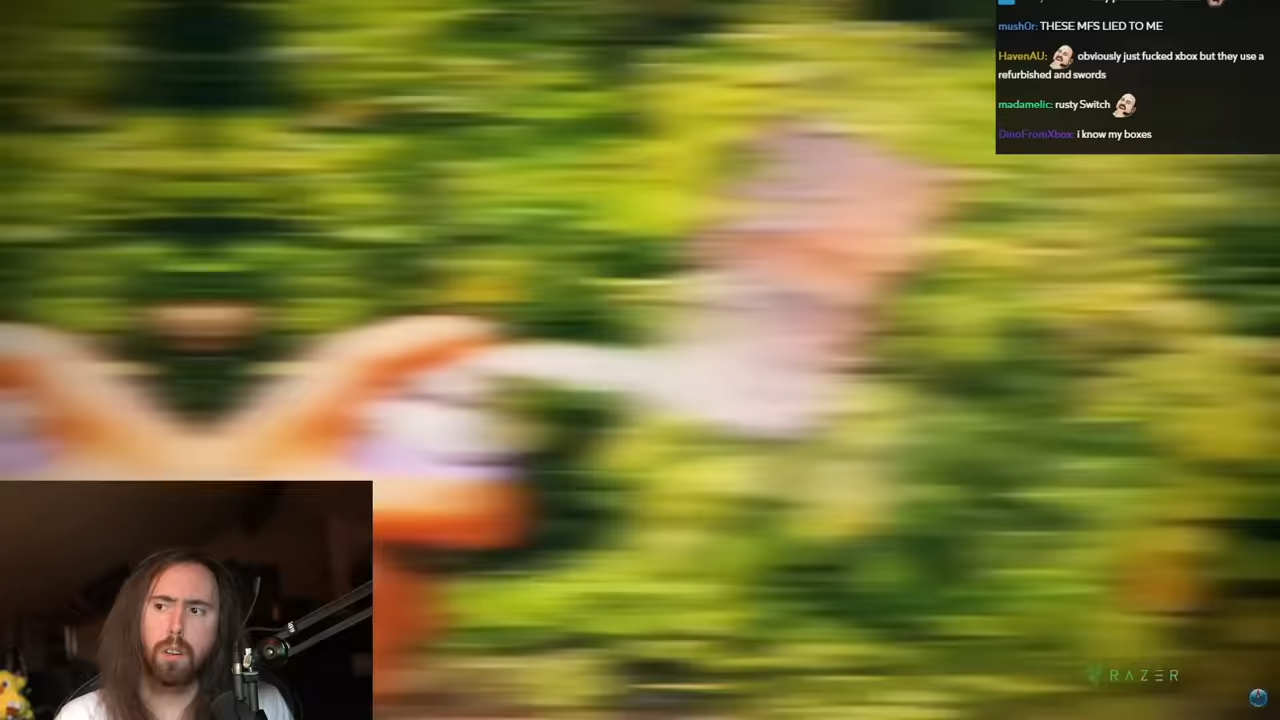 mush0r: THESE MFS LIED TO ME
HavenAU: obviously just fucked xbox but they use a
refurbished and swords
madamelic: rusty Switch
DinoFromXbox: i know my boxes
RAZER